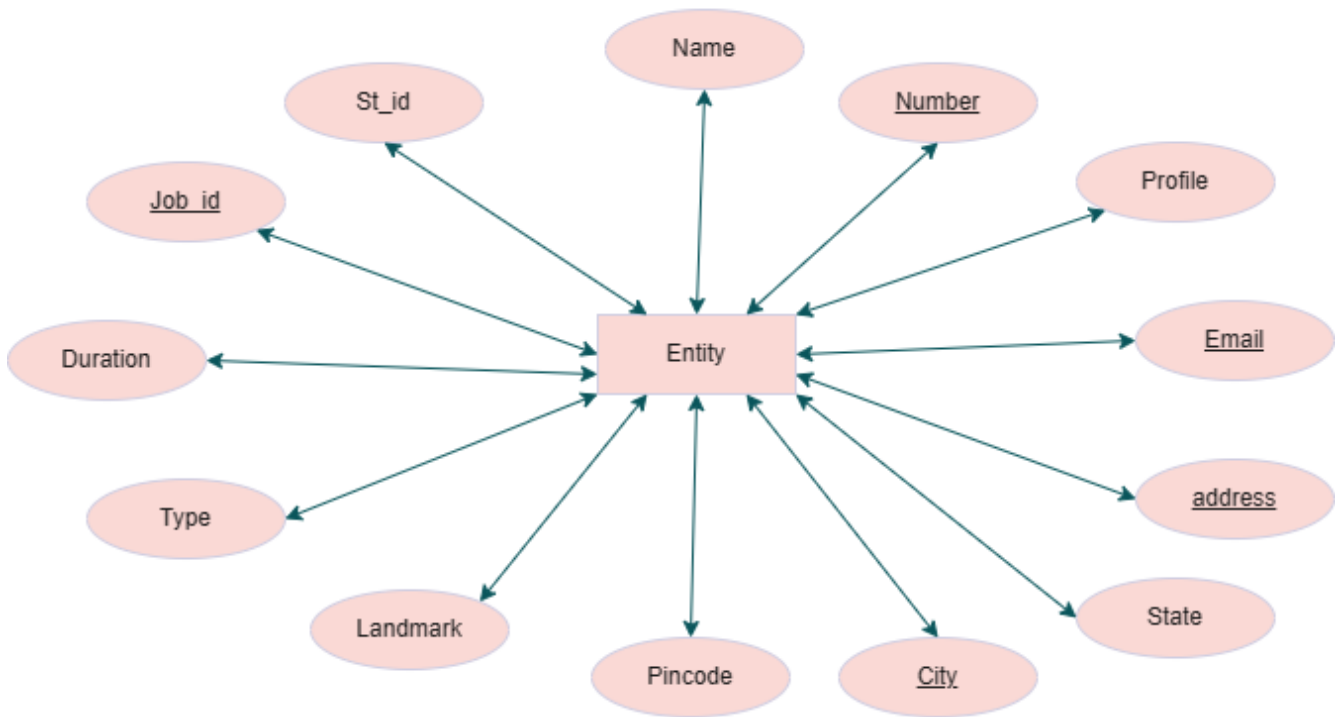 Name
St_id
Number
Job_id
Profile
Duration
Entity
Email
Type
address
Landmark
State
Pincode
City